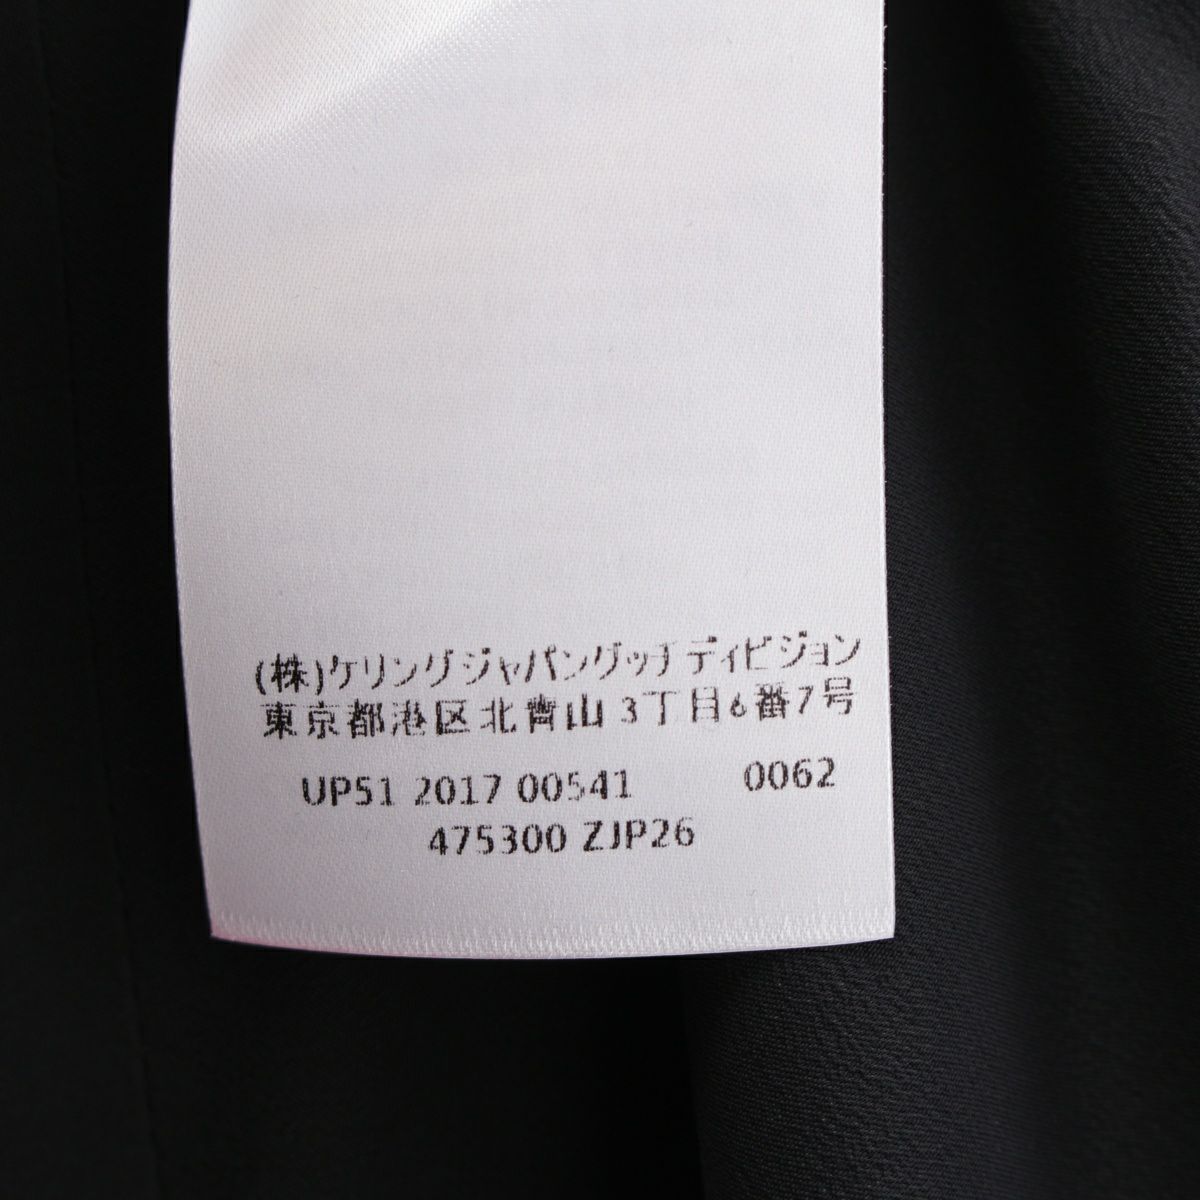 (株)ケリングジャパングッチディビジョン
東京都港区北青山3丁目6番7号
UP51 2017 00541 0062
475300 ZJP26